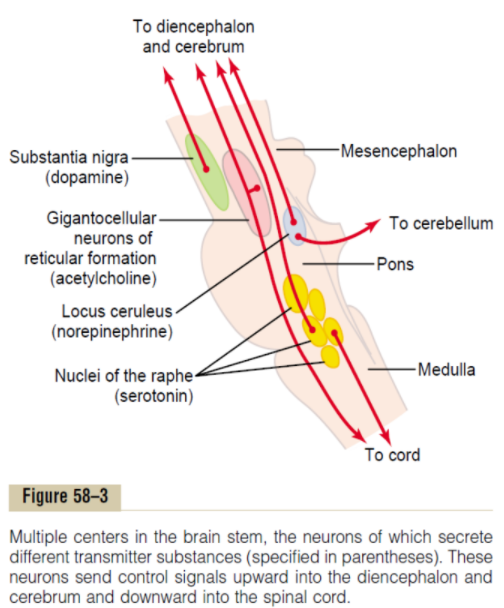 To diencephalon
and cerebrum
Substantia nigra
(dopamine)
Mesencephalon
Gigantocellular
neurons of
reticular formation
(acetylcholine)
To cerebellum
Pons
Locus ceruleus
(norepinephrine)
Nuclei of the raphe
(serotonin)
Medulla
To cord
Figure 58–3
Multiple centers in the brain stem, the neurons of which secrete
different transmitter substances (specified in parentheses). These
neurons send control signals upward into the diencephalon and
cerebrum and downward into the spinal cord.